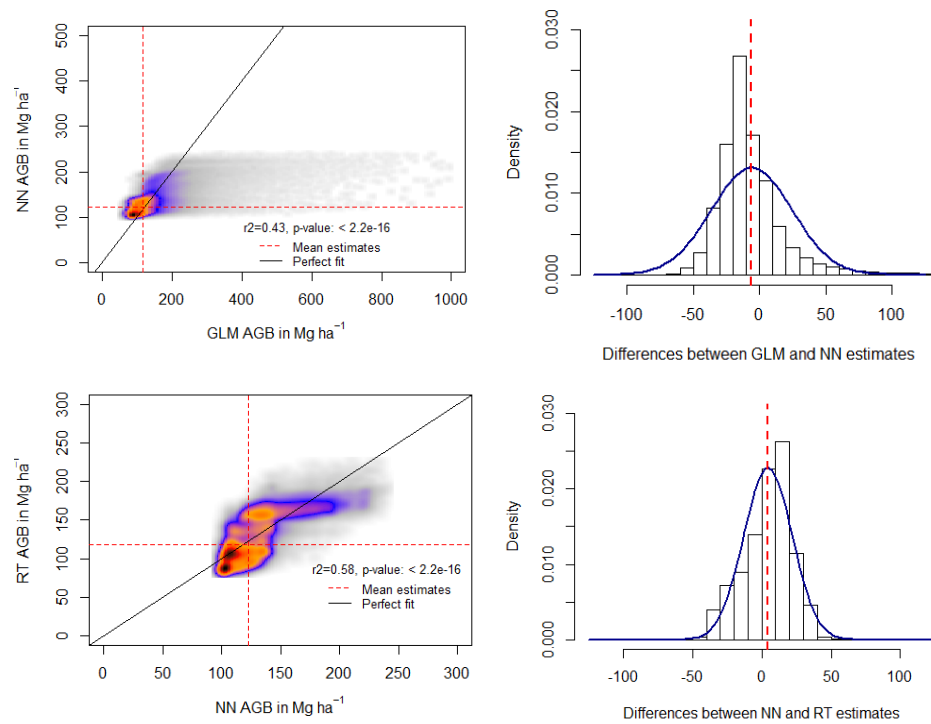 NN AGB in Mg ha⁻¹
500
400
300
200
100
0
r2=0.43, p-value: < 2.2e-16
Mean estimates
Perfect fit
0 200 400 600 800 1000
GLM AGB in Mg ha⁻¹
Density
0.030
0.020
0.010
0.000
-100 -50 0 50 100
Differences between GLM and NN estimates
RT AGB in Mg ha⁻¹
300
250
200
150
100
50
0
r2=0.58, p-value: < 2.2e-16
Mean estimates
Perfect fit
0 50 100 150 200 250 300
NN AGB in Mg ha⁻¹
Density
0.030
0.020
0.010
0.000
-100 -50 0 50 100
Differences between NN and RT estimates